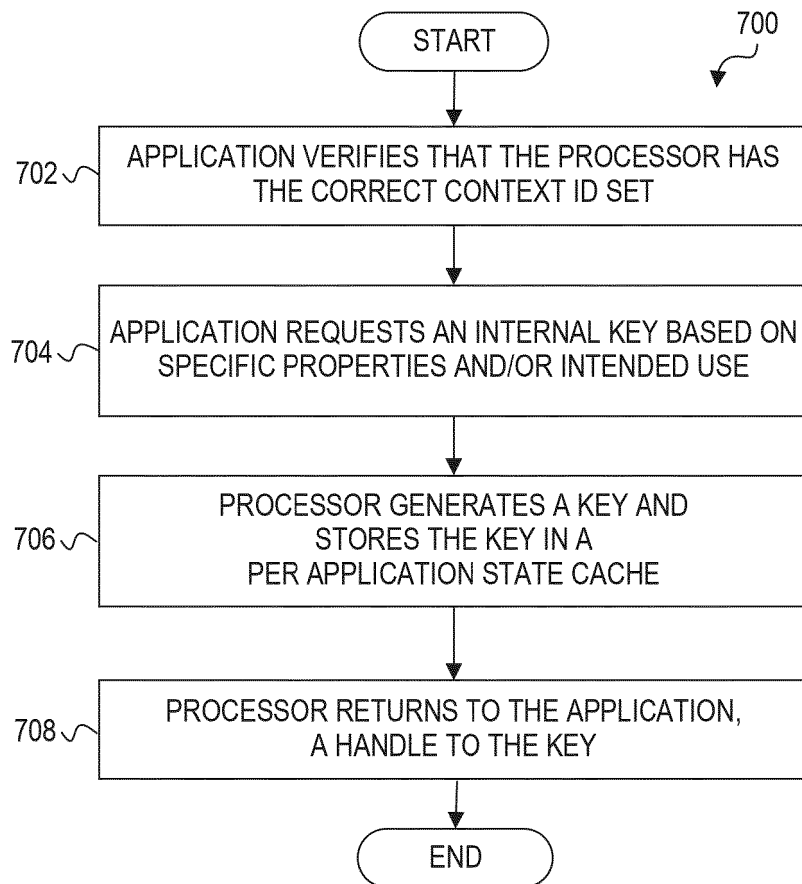 START
700
702
APPLICATION VERIFIES THAT THE PROCESSOR HAS
THE CORRECT CONTEXT ID SET
704
APPLICATION REQUESTS AN INTERNAL KEY BASED ON
SPECIFIC PROPERTIES AND/OR INTENDED USE
706
PROCESSOR GENERATES A KEY AND
STORES THE KEY IN A
PER APPLICATION STATE CACHE
708
PROCESSOR RETURNS TO THE APPLICATION,
A HANDLE TO THE KEY
END